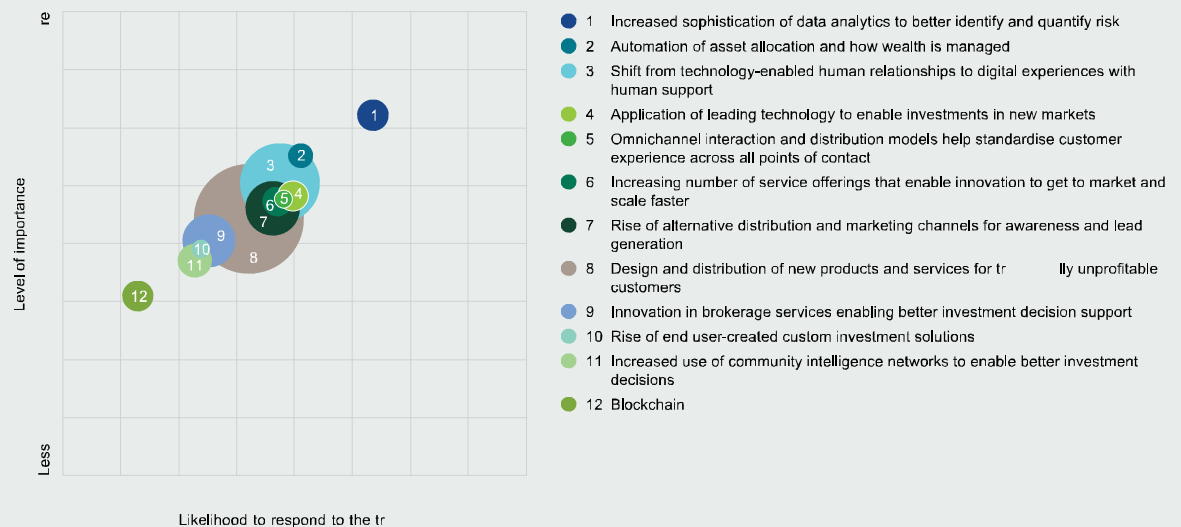 re
Level of importance
Less
1
2
3
4
5
6
7
8
9
10
11
12
Likelihood to respond to the tr
1 Increased sophistication of data analytics to better identify and quantify risk
2 Automation of asset allocation and how wealth is managed
3 Shift from technology-enabled human relationships to digital experiences with
human support
4 Application of leading technology to enable investments in new markets
5 Omnichannel interaction and distribution models help standardise customer
experience across all points of contact
6 Increasing number of service offerings that enable innovation to get to market and
scale faster
7 Rise of alternative distribution and marketing channels for awareness and lead
generation
8 Design and distribution of new products and services for tr lly unprofitable
customers
9 Innovation in brokerage services enabling better investment decision support
10 Rise of end user-created custom investment solutions
11 Increased use of community intelligence networks to enable better investment
decisions
12 Blockchain